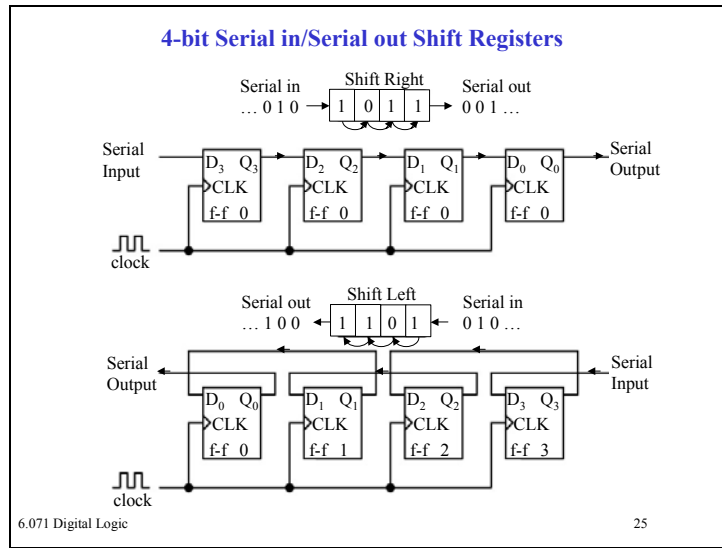 4-bit Serial in/Serial out Shift Registers
Serial in Shift Right Serial out
… 0 1 0 1 0 1 1 0 0 1 …
Serial Input
D3 Q3 D2 Q2 D1 Q1 D0 Q0
Serial Output
CLK CLK CLK CLK
f-f 0 f-f 0 f-f 0 f-f 0
clock
Serial out Shift Left Serial in
… 1 0 0 1 1 0 1 0 1 0 …
Serial Output
Serial Input
D0 Q0 D1 Q1 D2 Q2 D3 Q3
CLK CLK CLK CLK
f-f 0 f-f 1 f-f 2 f-f 3
clock
6.071 Digital Logic 25